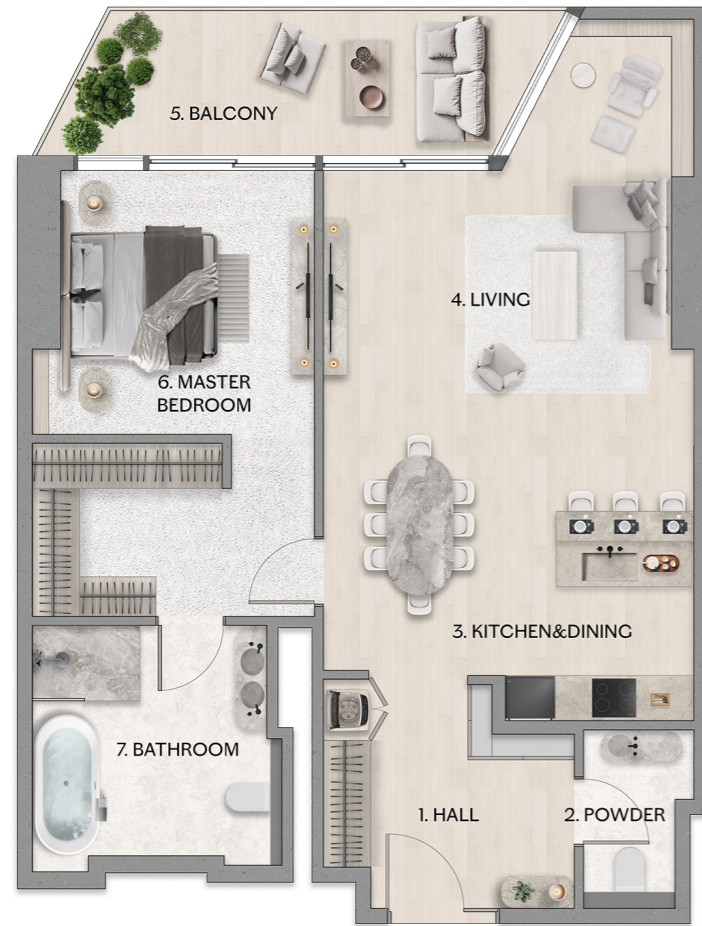 5. BALCONY
4. LIVING
6. MASTER
BEDROOM
3. KITCHEN&DINING
7. BATHROOM
1. HALL
2. POWDER